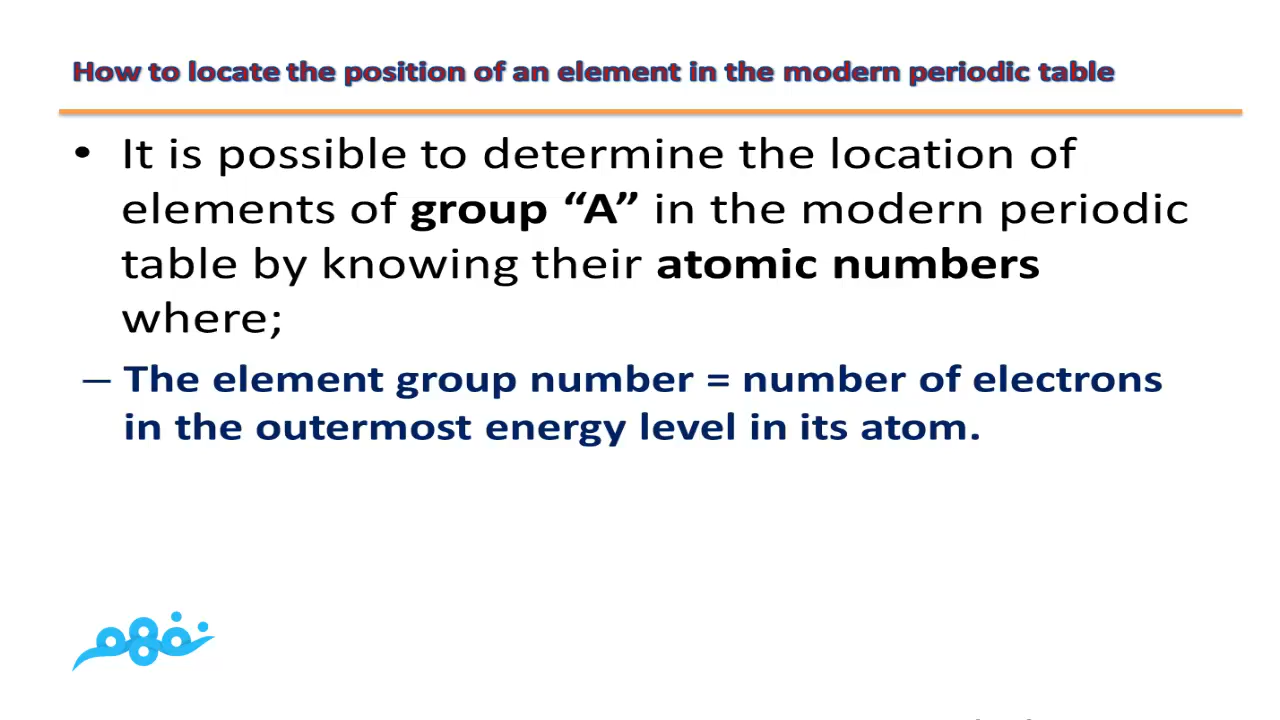 How to locate the position of an element in the modern periodic table
• It is possible to determine the location of
elements of group “A” in the modern periodic
table by knowing their atomic numbers
where;
– The element group number = number of electrons
in the outermost energy level in its atom.
نفهم